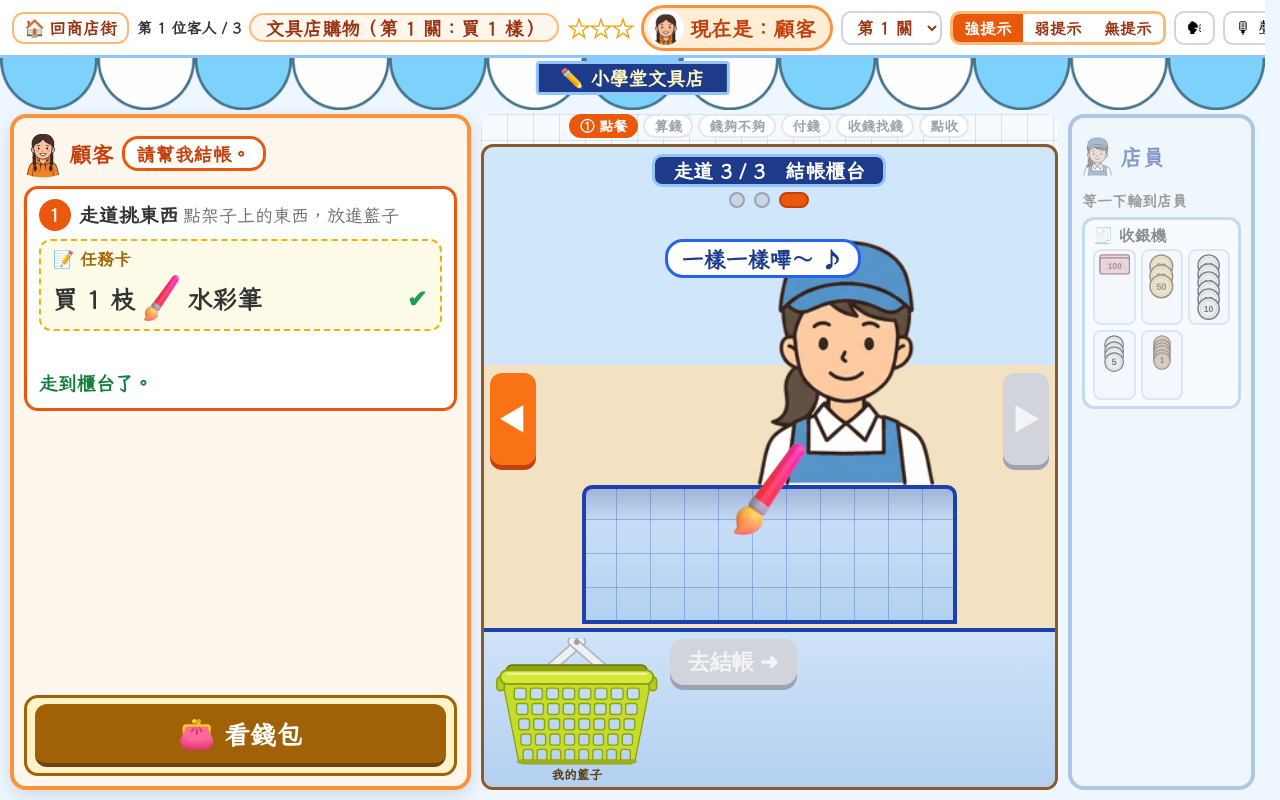 🏠 回商店街
第 1 位客人 / 3
文具店購物（第 1 關：買 1 樣）
☆☆☆
現在是：顧客
第 1 關
強提示 弱提示 無提示
✏️ 小學堂文具店
顧客
請幫我結帳。
1 走道挑東西 點架子上的東西，放進籃子
📝 任務卡
買 1 枝 🖌️ 水彩筆 ✔
走到櫃台了。
👛 看錢包
① 點餐 算錢 錢夠不夠 付錢 收錢找錢 點收
走道 3 / 3 結帳櫃台
一樣一樣嗶～ ♪
◀
▶
去結帳 ➜
我的籃子
店員
等一下輪到店員
🧾 收銀機
100
50
10
5
1